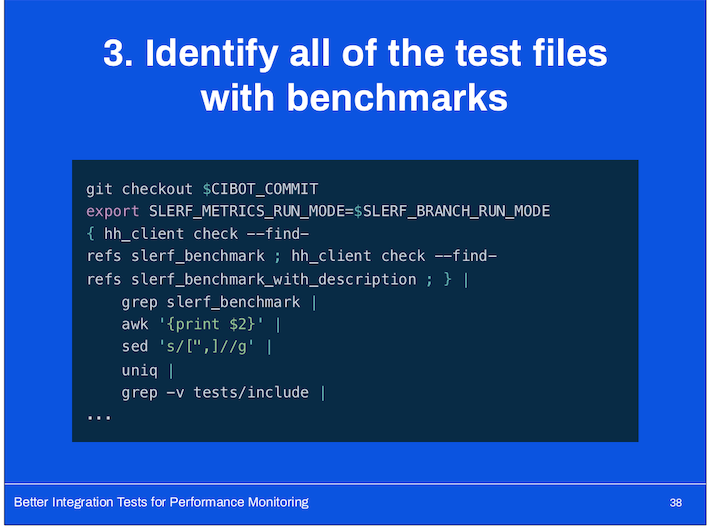 3. Identify all of the test files
with benchmarks
git checkout $CIBOT_COMMIT
export SLERF_METRICS_RUN_MODE=$SLERF_BRANCH_RUN_MODE
{ hh_client check --find-
refs slerf_benchmark ; hh_client check --find-
refs slerf_benchmark_with_description ; } |
    grep slerf_benchmark |
    awk '{print $2}' |
    sed 's/[",]//g' |
    uniq |
    grep -v tests/include |
...
Better Integration Tests for Performance Monitoring
38